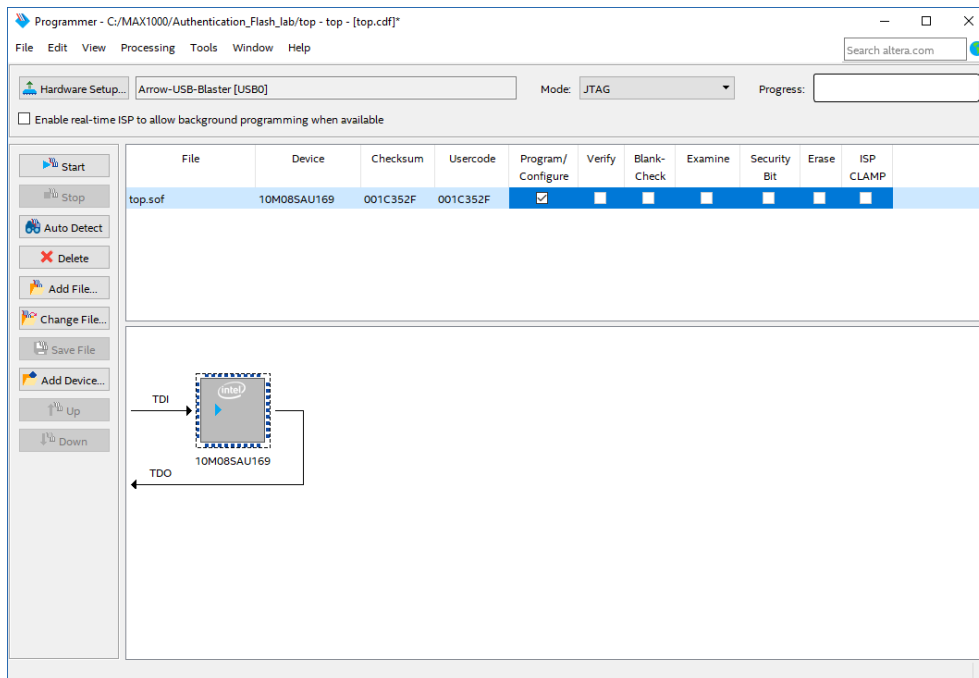 Programmer - C:/MAX1000/Authentication_Flash_lab/top - top - [top.cdf]*
File Edit View Processing Tools Window Help
Search altera.com
Hardware Setup... Arrow-USB-Blaster [USB0] Mode: JTAG Progress:
Enable real-time ISP to allow background programming when available
Start
Stop
Auto Detect
Delete
Add File...
Change File...
Save File
Add Device...
Up
Down
File Device Checksum Usercode Program/ Verify Blank- Examine Security Erase ISP
Configure Check Bit CLAMP
top.sof 10M08SAU169 001C352F 001C352F
TDI
intel
10M08SAU169
TDO